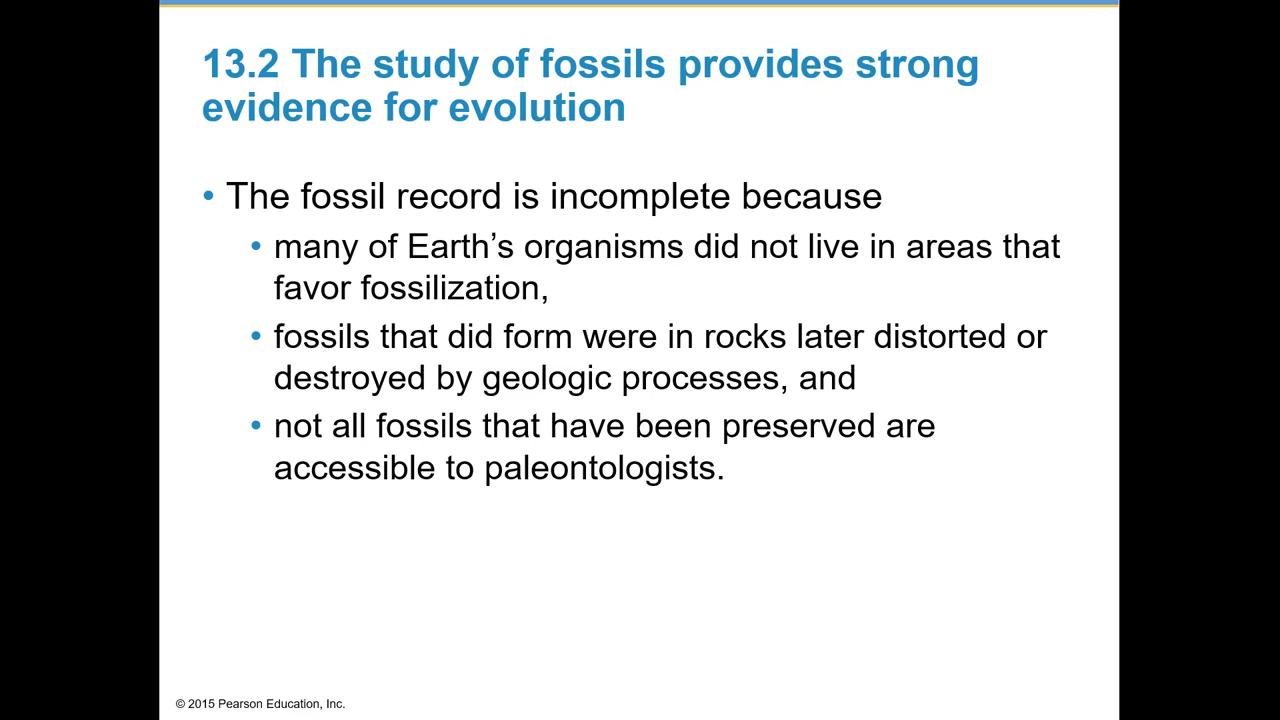 13.2 The study of fossils provides strong
evidence for evolution
• The fossil record is incomplete because
• many of Earth’s organisms did not live in areas that
favor fossilization,
• fossils that did form were in rocks later distorted or
destroyed by geologic processes, and
• not all fossils that have been preserved are
accessible to paleontologists.
© 2015 Pearson Education, Inc.